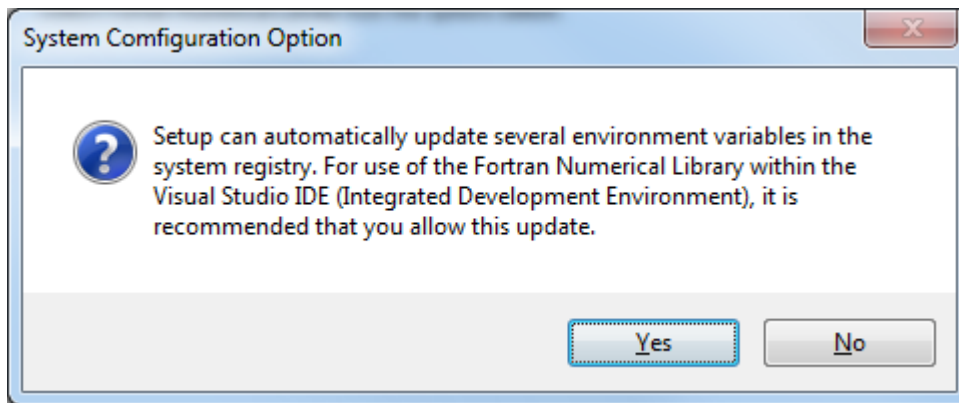 System Comfiguration Option
Setup can automatically update several environment variables in the
system registry. For use of the Fortran Numerical Library within the
Visual Studio IDE (Integrated Development Environment), it is
recommended that you allow this update.
Yes
No